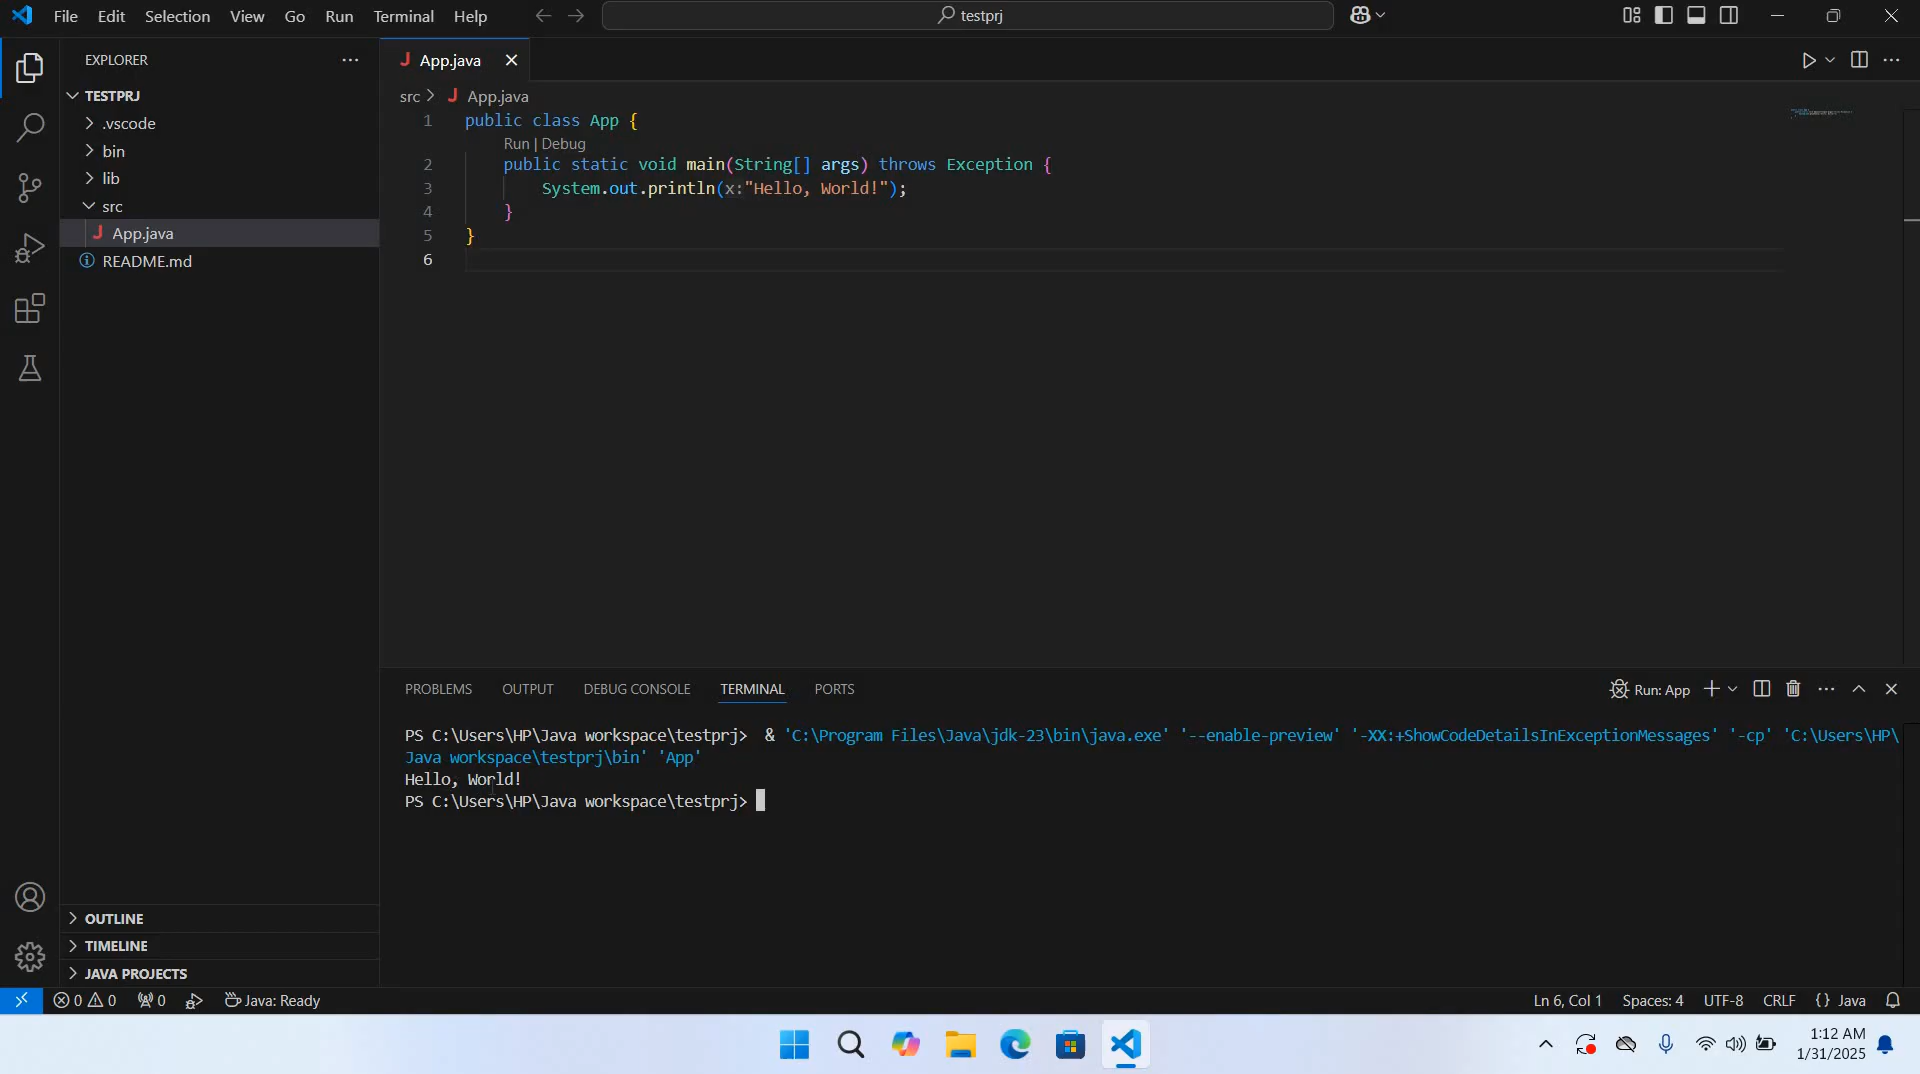 File Edit Selection View Go Run Terminal Help
testprj
EXPLORER
TESTPRJ
.vscode
bin
lib
src
App.java
README.md
OUTLINE
TIMELINE
JAVA PROJECTS
App.java
src > App.java
1 public class App {
Run | Debug
2 public static void main(String[] args) throws Exception {
3 System.out.println(x:"Hello, World!");
4 }
5 }
6
PROBLEMS OUTPUT DEBUG CONSOLE TERMINAL PORTS
Run: App
PS C:\Users\HP\Java workspace\testprj> & 'C:\Program Files\Java\jdk-23\bin\java.exe' '--enable-preview' '-XX:+ShowCodeDetailsInExceptionMessages' '-cp' 'C:\Users\HP\
Java workspace\testprj\bin' 'App'
Hello, World!
PS C:\Users\HP\Java workspace\testprj>
0 0 0 Java: Ready
Ln 6, Col 1 Spaces: 4 UTF-8 CRLF {} Java
1:12 AM
1/31/2025